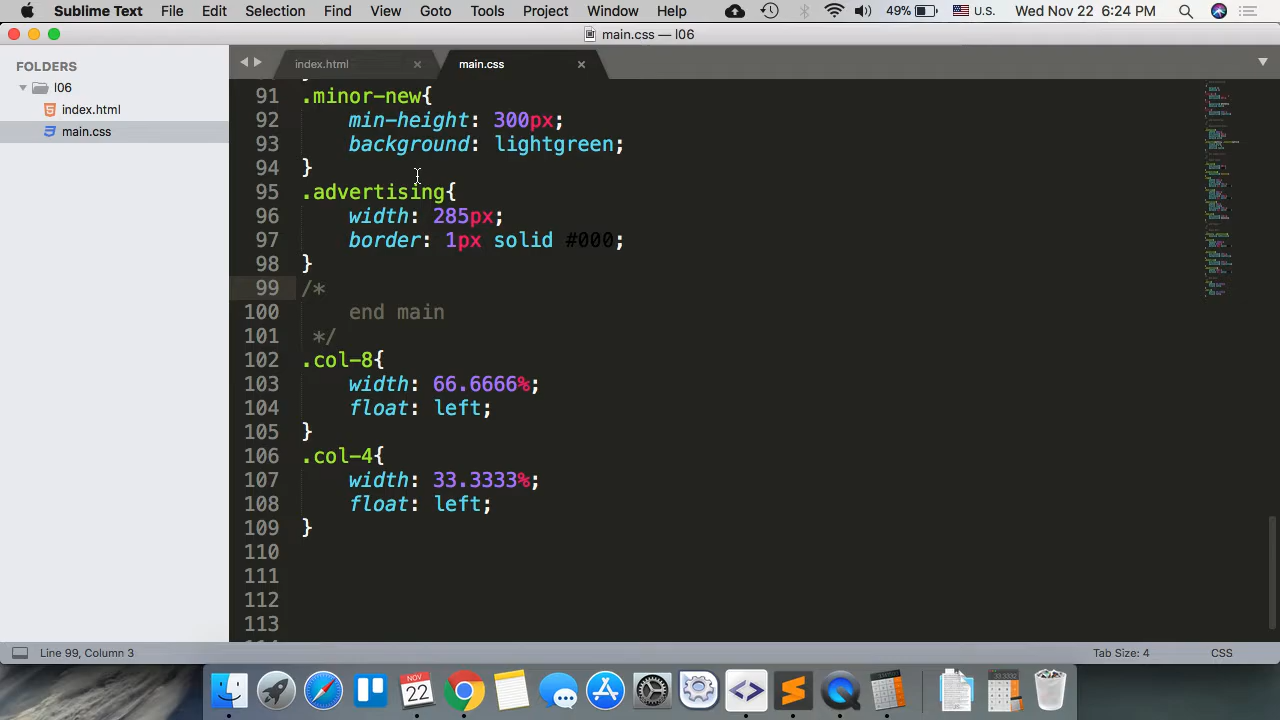 Sublime Text File Edit Selection Find View Goto Tools Project Window Help 49% U.S. Wed Nov 22 6:24 PM
main.css — l06
FOLDERS
l06
index.html
main.css
index.html × main.css ×
91 .minor-new{
92 min-height: 300px;
93 background: lightgreen;
94 }
95 .advertising{
96 width: 285px;
97 border: 1px solid #000;
98 }
99 /*
100 end main
101 */
102 .col-8{
103 width: 66.6666%;
104 float: left;
105 }
106 .col-4{
107 width: 33.3333%;
108 float: left;
109 }
110
111
112
113
Line 99, Column 3 Tab Size: 4 CSS
NOV
22